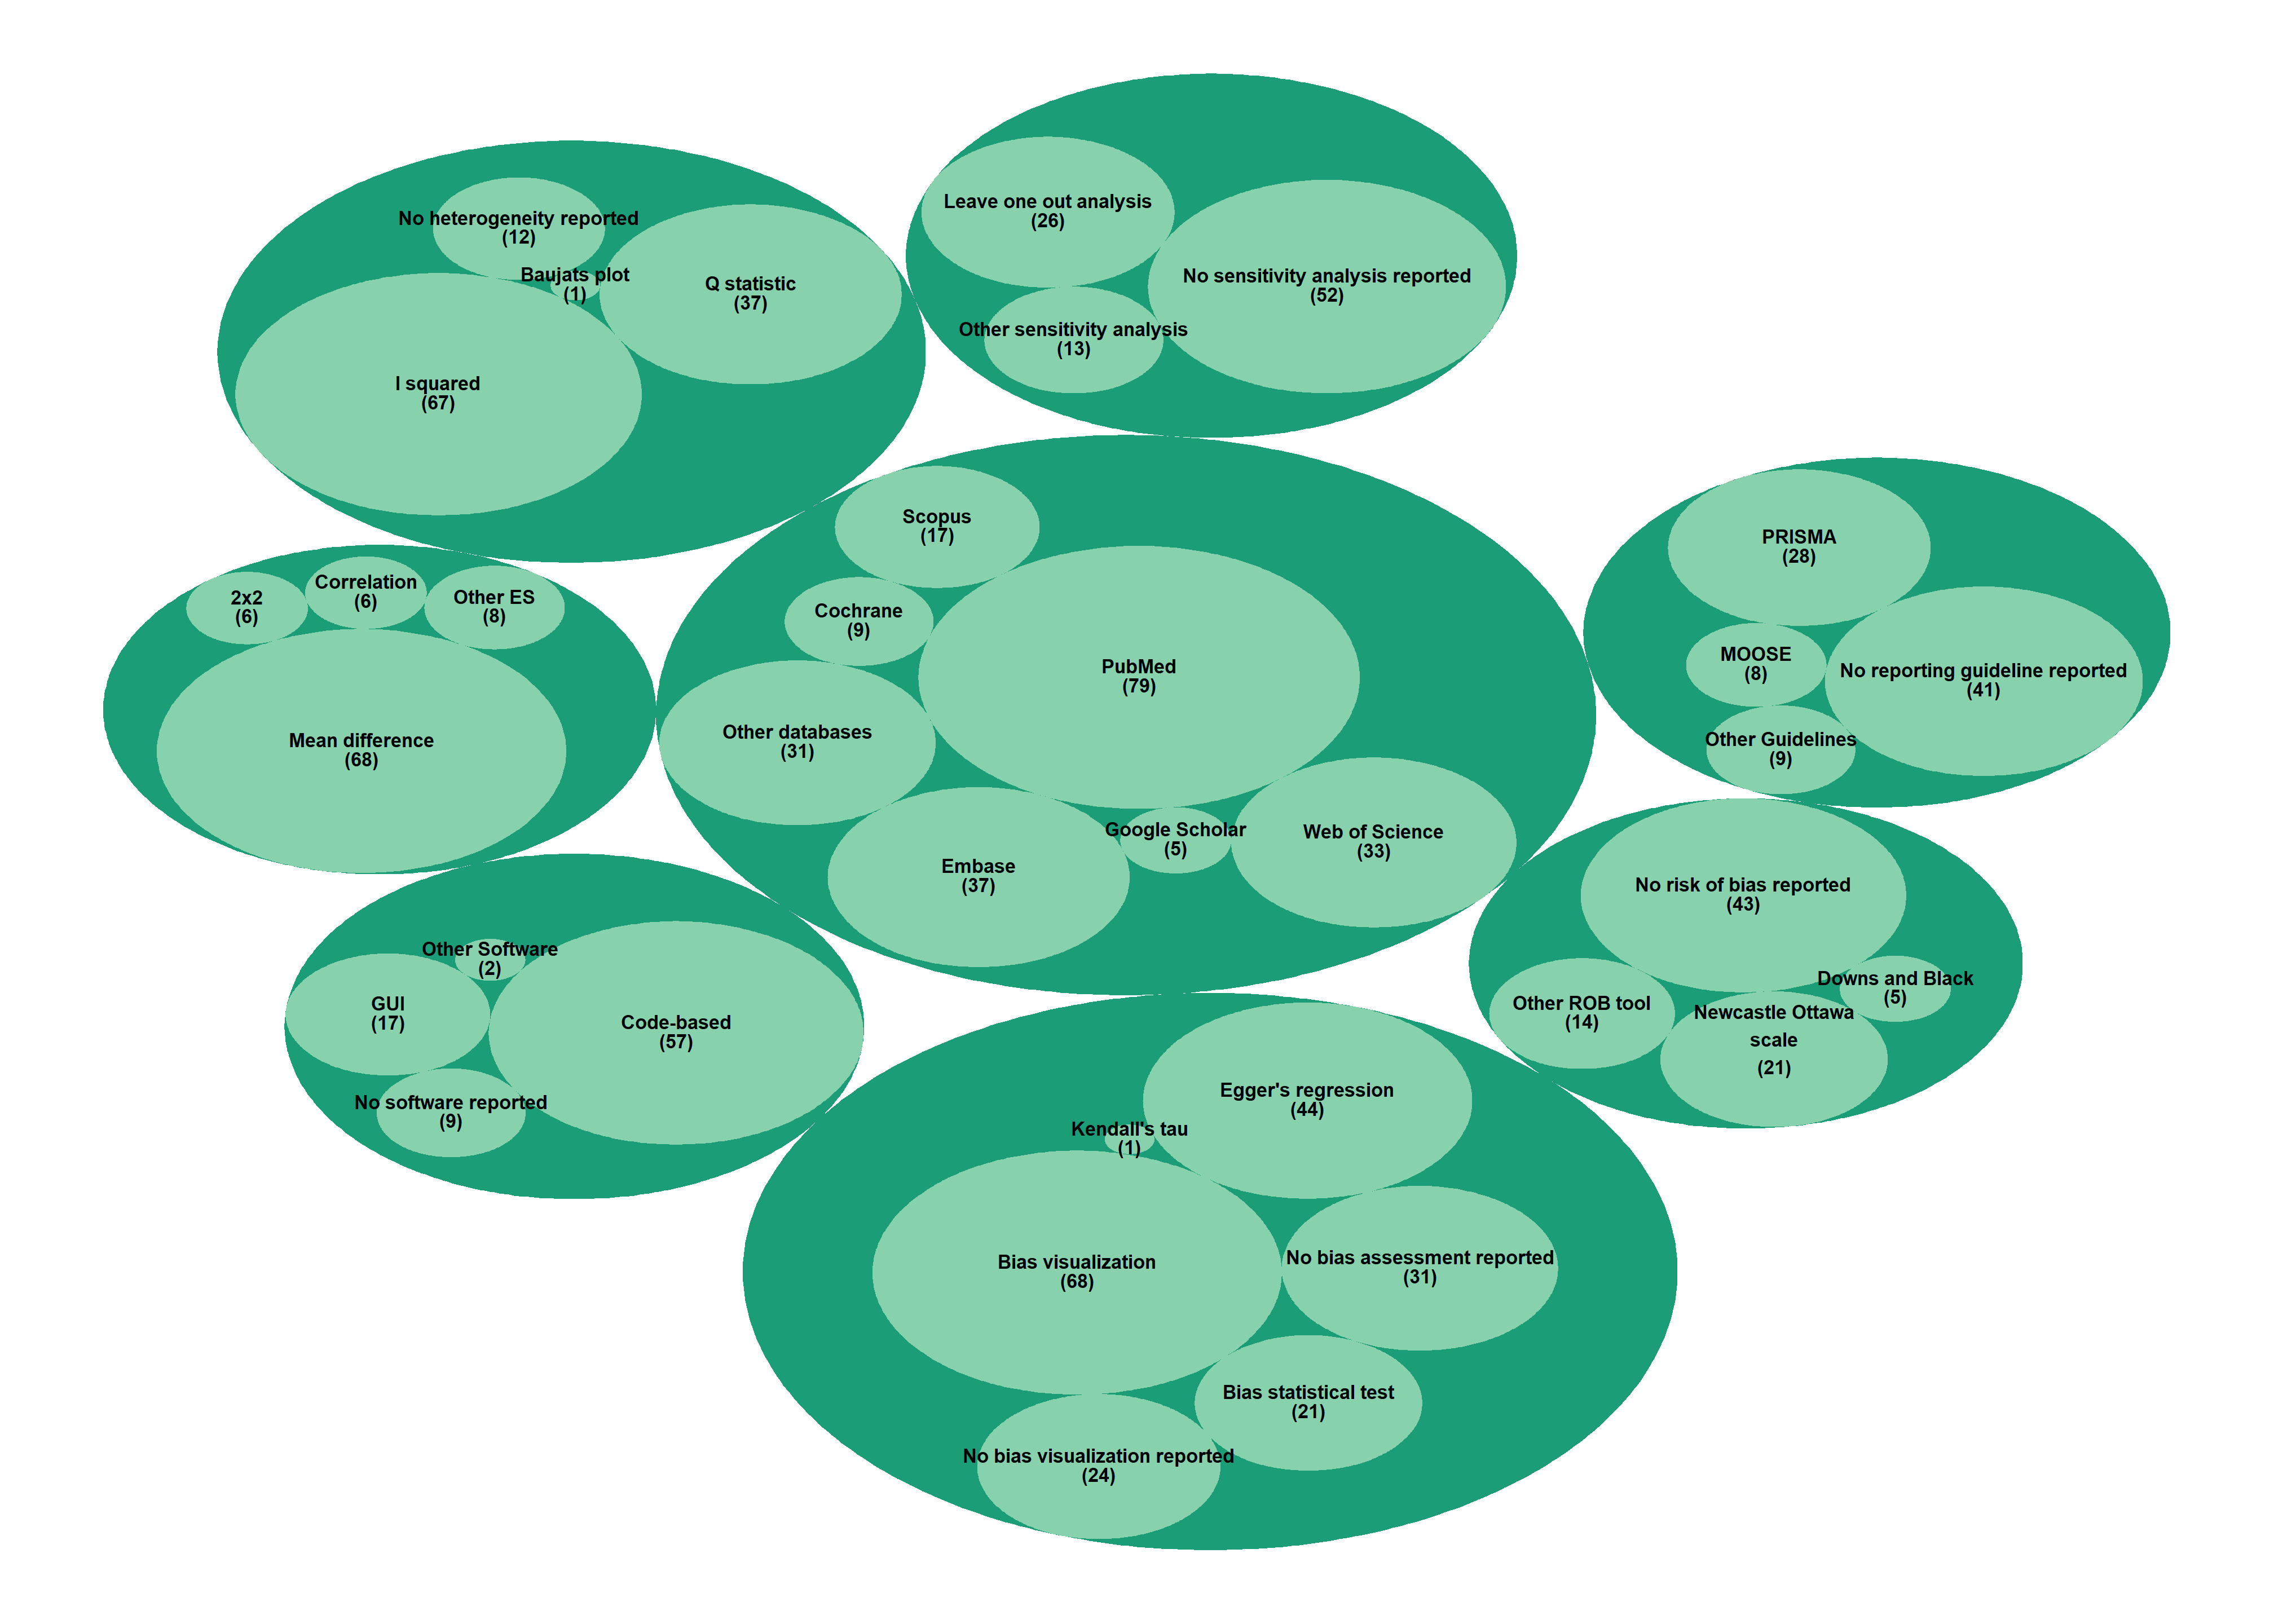 No heterogeneity reported
(12)
Baujats plot
(1)
Q statistic
(37)
I squared
(67)
Leave one out analysis
(26)
No sensitivity analysis reported
(52)
Other sensitivity analysis
(13)
2x2
(6)
Correlation
(6)
Other ES
(8)
Mean difference
(68)
Scopus
(17)
Cochrane
(9)
PubMed
(79)
Other databases
(31)
Embase
(37)
Google Scholar
(5)
Web of Science
(33)
PRISMA
(28)
MOOSE
(8)
No reporting guideline reported
(41)
Other Guidelines
(9)
No risk of bias reported
(43)
Downs and Black
(5)
Other ROB tool
(14)
Newcastle Ottawa
scale
(21)
Other Software
(2)
GUI
(17)
Code-based
(57)
No software reported
(9)
Egger's regression
(44)
Kendall's tau
(1)
Bias visualization
(68)
No bias assessment reported
(31)
Bias statistical test
(21)
No bias visualization reported
(24)